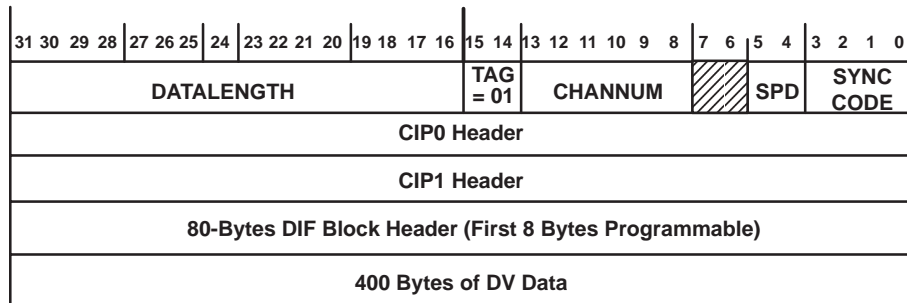 31 30 29 28 27 26 25 24 23 22 21 20 19 18 17 16 15 14 13 12 11 10 9 8 7 6 5 4 3 2 1 0
DATALENGTH TAG = 01 CHANNUM SPD SYNC CODE
CIP0 Header
CIP1 Header
80-Bytes DIF Block Header (First 8 Bytes Programmable)
400 Bytes of DV Data